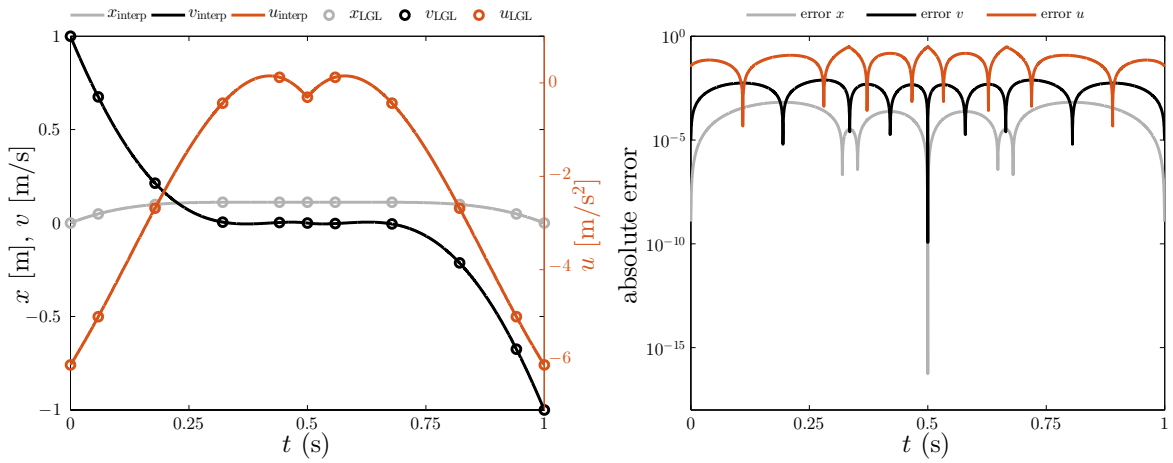 x_interp v_interp u_interp x_LGL v_LGL u_LGL
1
0.5
0
−0.5
−1
x [m], v [m/s]
0
−2
−4
−6
u [m/s²]
0 0.25 0.5 0.75 1
t (s)
error x error v error u
10⁰
10⁻⁵
10⁻¹⁰
10⁻¹⁵
absolute error
0 0.25 0.5 0.75 1
t (s)